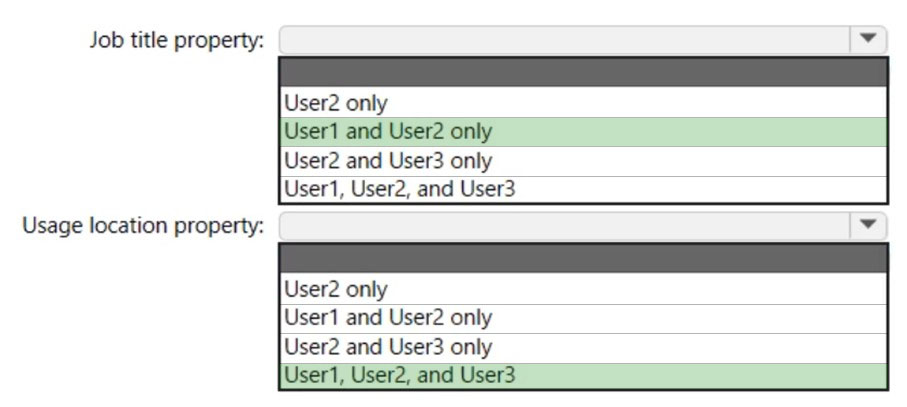 Job title property:
User2 only
User1 and User2 only
User2 and User3 only
User1, User2, and User3
Usage location property:
User2 only
User1 and User2 only
User2 and User3 only
User1, User2, and User3